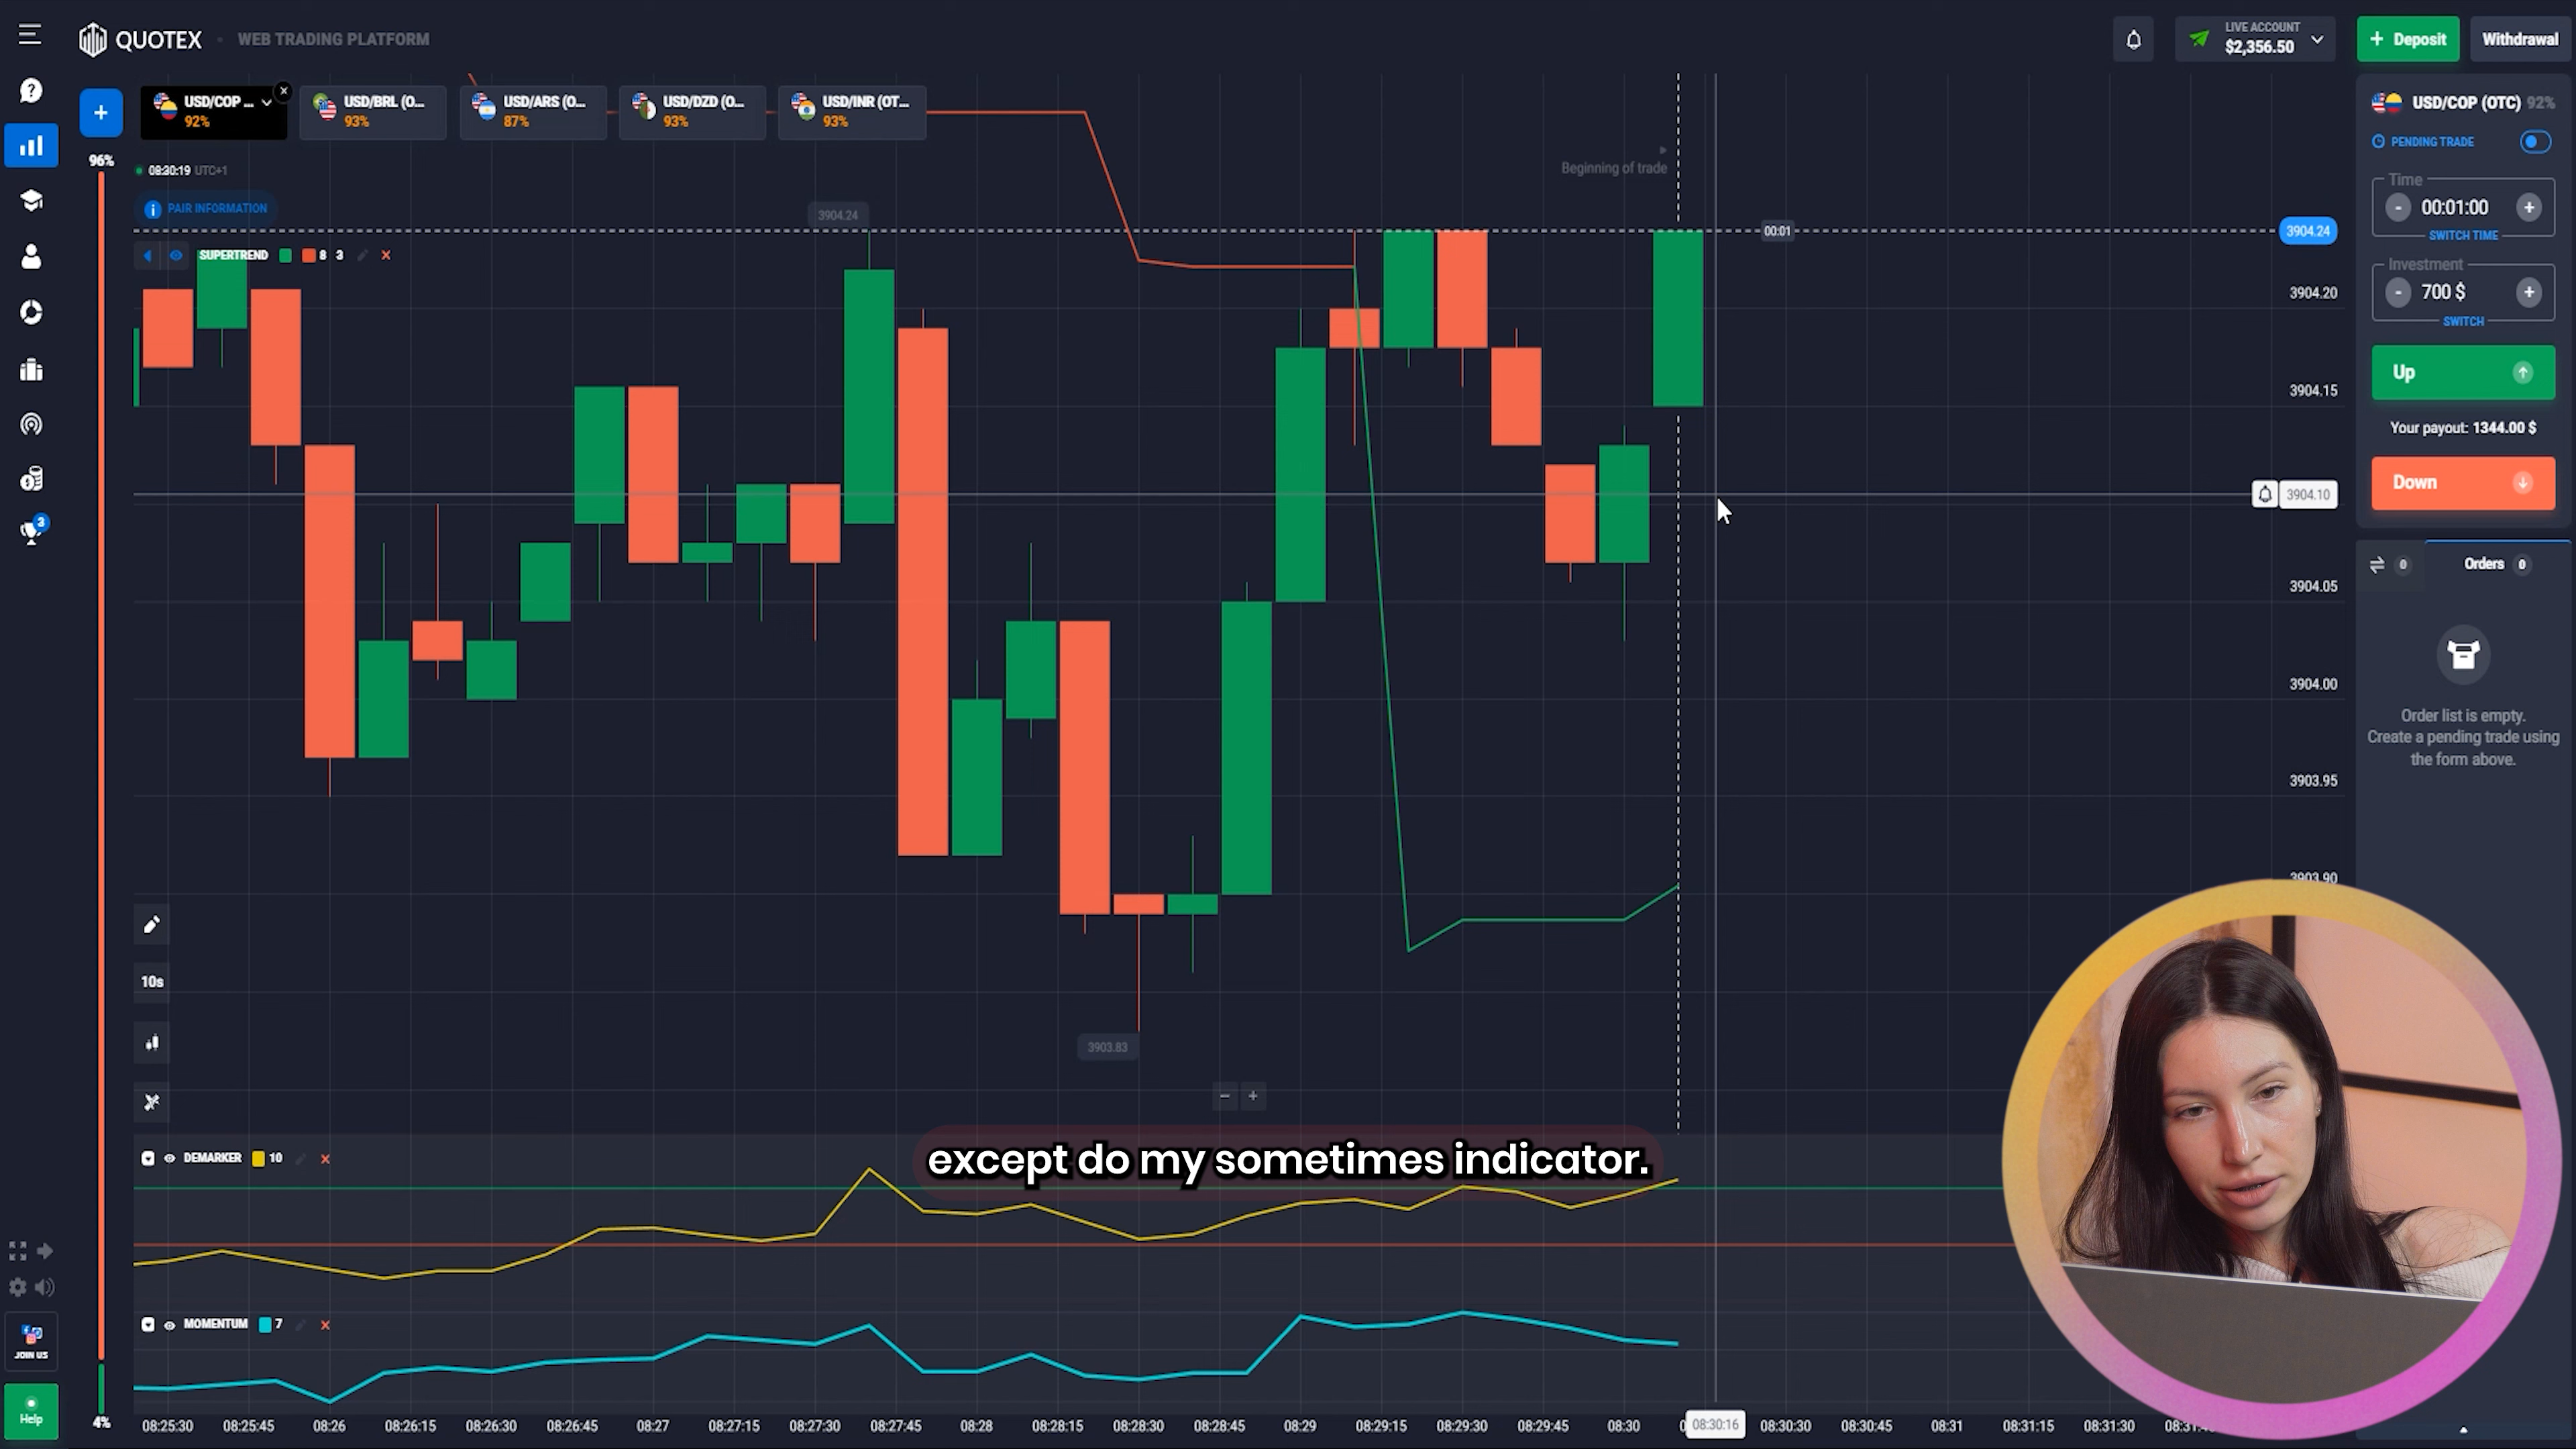 QUOTEX
WEB TRADING PLATFORM
LIVE ACCOUNT
$2,356.50
+ Deposit
Withdrawal
USD/COP ...
92%
USD/BRL (O...
93%
USD/ARS (O...
87%
USD/DZD (O...
93%
USD/INR (OT...
93%
96%
08:30:19 UTC+1
PAIR INFORMATION
SUPERTREND 8 3
3904.24
Beginning of trade
00:01
3904.24
3904.20
3904.15
3904.10
3904.05
3904.00
3903.95
3903.90
3903.83
10s
USD/COP (OTC) 92%
PENDING TRADE
Time
- 00:01:00 +
SWITCH TIME
Investment
- 700 $ +
SWITCH
Up
Your payout: 1344.00 $
Down
0
Orders 0
Order list is empty.
Create a pending trade using
the form above.
3
except do my sometimes indicator.
DEMARKER 10
MOMENTUM 7
JOIN US
Help
4%
08:25:30 08:25:45 08:26 08:26:15 08:26:30 08:26:45 08:27 08:27:15 08:27:30 08:27:45 08:28 08:28:15 08:28:30 08:28:45 08:29 08:29:15 08:29:30 08:29:45 08:30 08:30:16 08:30:30 08:30:45 08:31 08:31:15 08:31:30